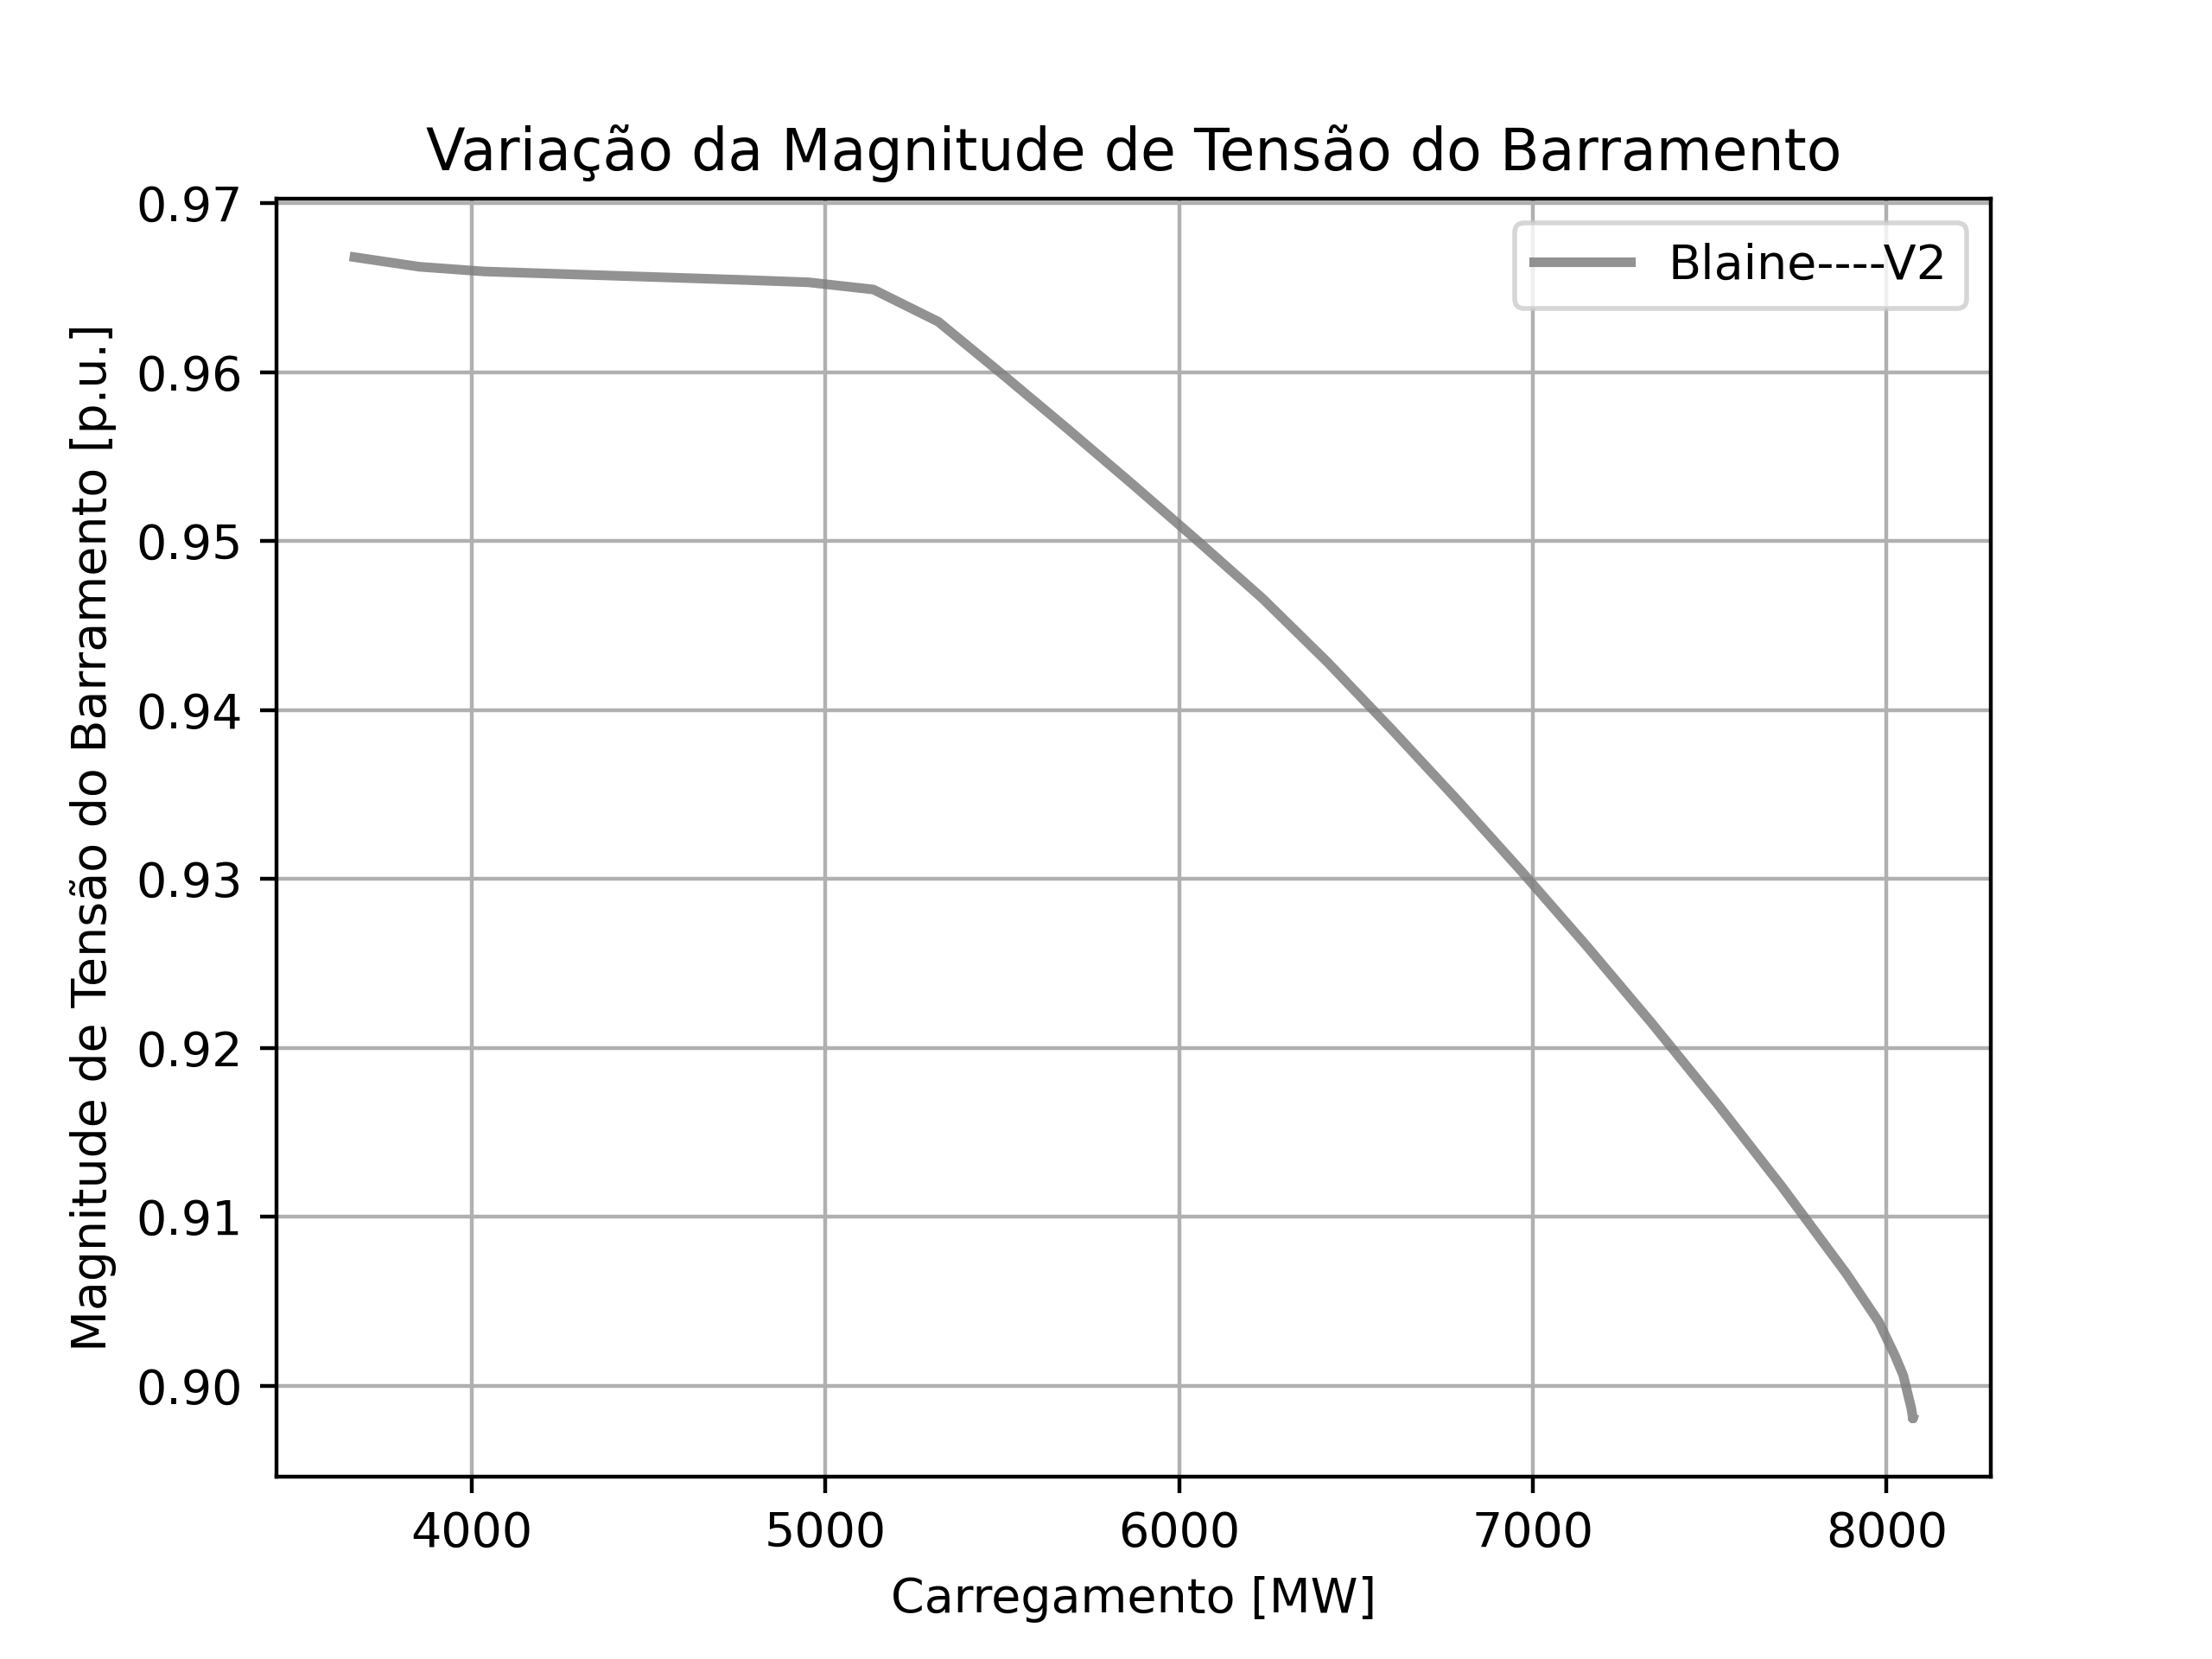 Variação da Magnitude de Tensão do Barramento
Blaine----V2
Magnitude de Tensão do Barramento [p.u.]
0.97
0.96
0.95
0.94
0.93
0.92
0.91
0.90
4000 5000 6000 7000 8000
Carregamento [MW]